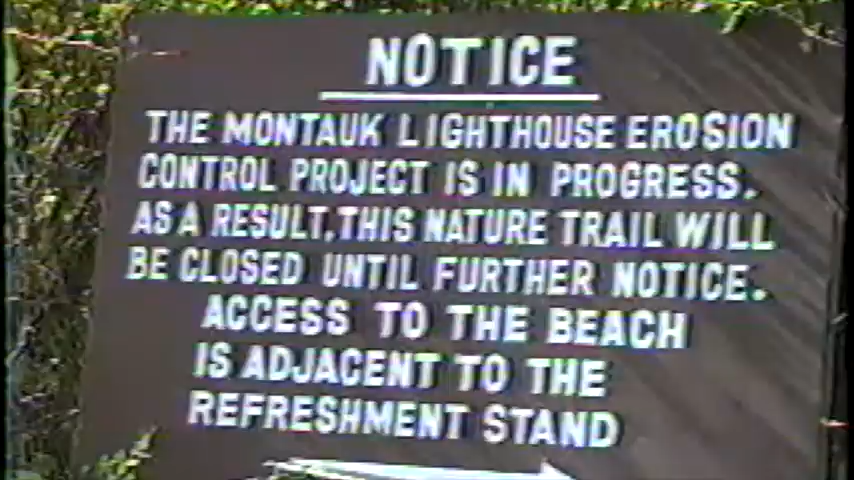 NOTICE
THE MONTAUK LIGHTHOUSE EROSION
CONTROL PROJECT IS IN PROGRESS.
AS A RESULT, THIS NATURE TRAIL WILL
BE CLOSED UNTIL FURTHER NOTICE.
ACCESS TO THE BEACH
IS ADJACENT TO THE
REFRESHMENT STAND